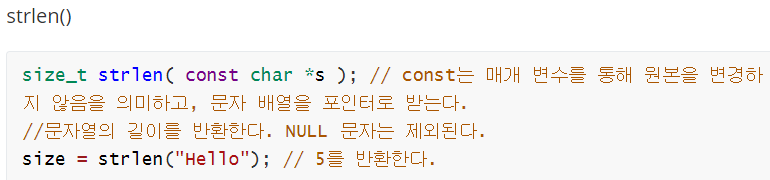 strlen()
size_t strlen( const char *s ); // const는 매개 변수를 통해 원본을 변경하
지 않음을 의미하고, 문자 배열을 포인터로 받는다.
//문자열의 길이를 반환한다. NULL 문자는 제외된다.
size = strlen("Hello"); // 5를 반환한다.